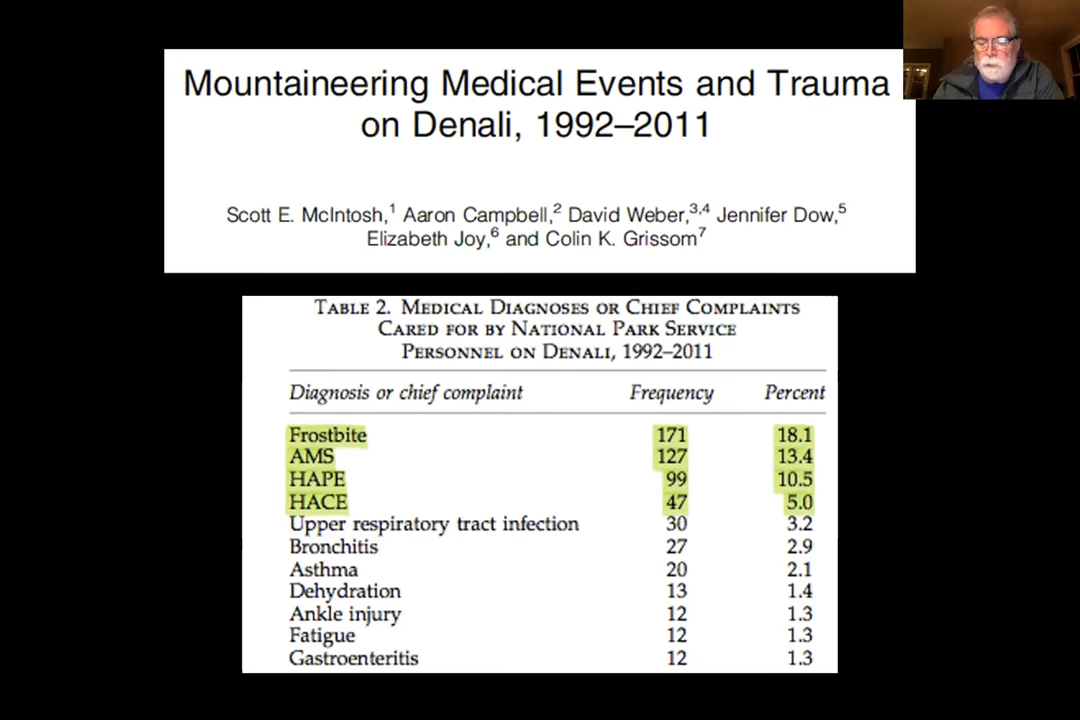 Mountaineering Medical Events and Trauma
on Denali, 1992–2011
Scott E. McIntosh,1 Aaron Campbell,2 David Weber,3,4 Jennifer Dow,5
Elizabeth Joy,6 and Colin K. Grissom7
TABLE 2. MEDICAL DIAGNOSES OR CHIEF COMPLAINTS
CARED FOR BY NATIONAL PARK SERVICE
PERSONNEL ON DENALI, 1992–2011
Diagnosis or chief complaint Frequency Percent
Frostbite 171 18.1
AMS 127 13.4
HAPE 99 10.5
HACE 47 5.0
Upper respiratory tract infection 30 3.2
Bronchitis 27 2.9
Asthma 20 2.1
Dehydration 13 1.4
Ankle injury 12 1.3
Fatigue 12 1.3
Gastroenteritis 12 1.3